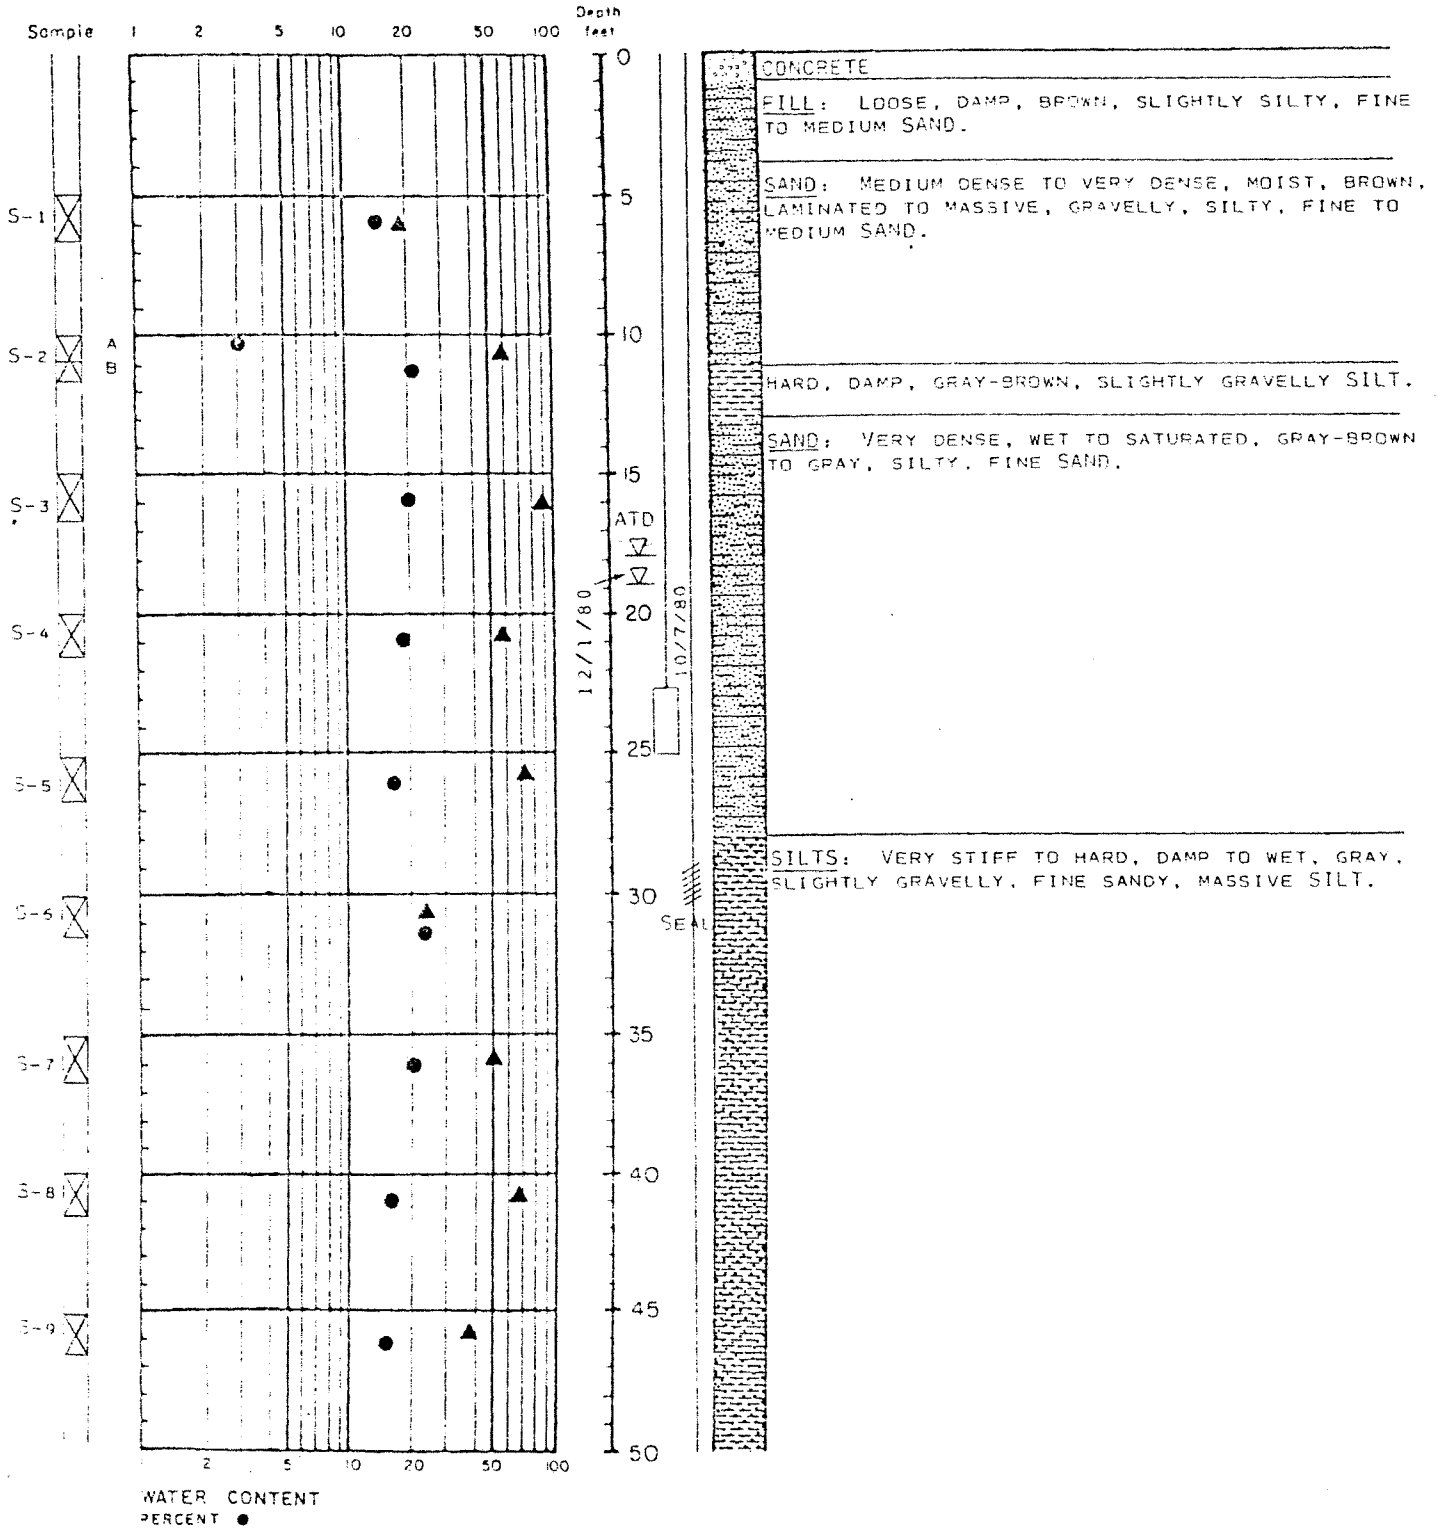 Sample 1 2 5 10 20 50 100 Depth feet
0
CONCRETE
FILL: LOOSE, DAMP, BROWN, SLIGHTLY SILTY, FINE
TO MEDIUM SAND.
SAND: MEDIUM DENSE TO VERY DENSE, MOIST, BROWN,
LAMINATED TO MASSIVE, GRAVELLY, SILTY, FINE TO
MEDIUM SAND.
5
S-1
10
S-2 A
B
HARD, DAMP, GRAY-BROWN, SLIGHTLY GRAVELLY SILT.
SAND: VERY DENSE, WET TO SATURATED, GRAY-BROWN
TO GRAY, SILTY, FINE SAND.
15
S-3
ATD
12/1/80
10/7/80
20
S-4
25
S-5
SILTS: VERY STIFF TO HARD, DAMP TO WET, GRAY,
SLIGHTLY GRAVELLY, FINE SANDY, MASSIVE SILT.
30
S-6
SEAL
35
S-7
40
S-8
45
S-9
50
2 5 10 20 50 100
WATER CONTENT
PERCENT ●